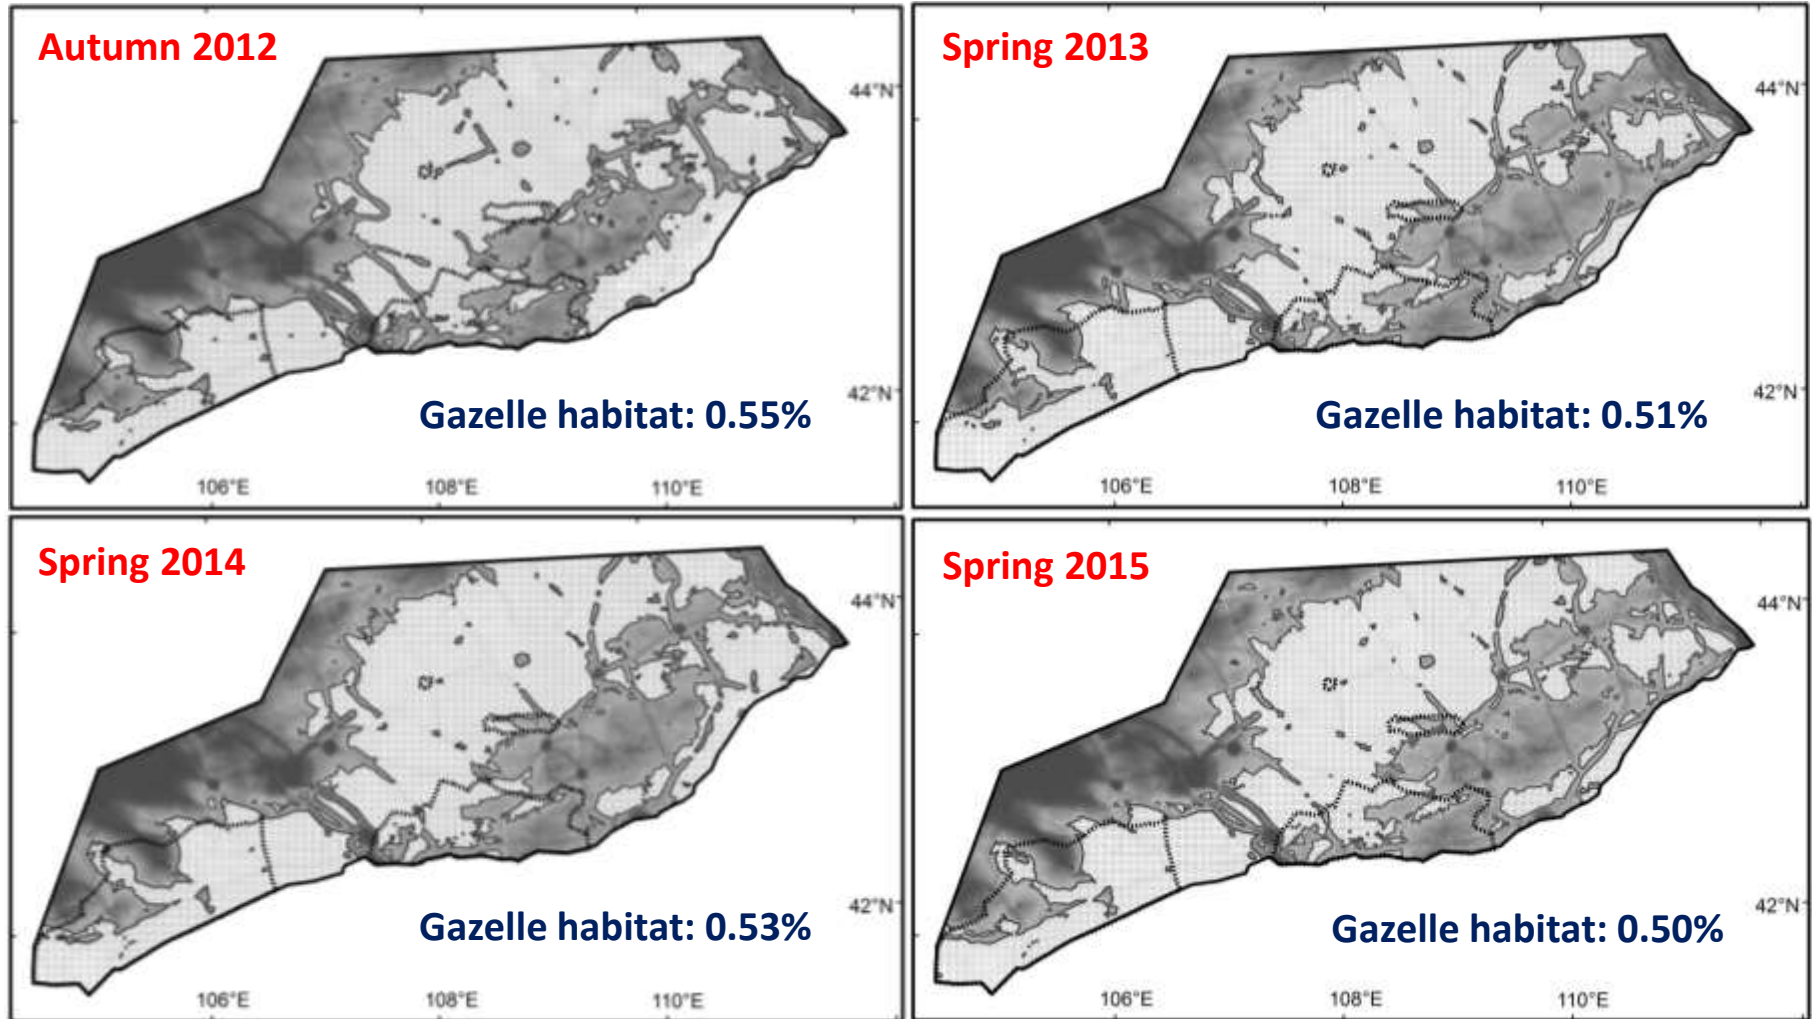 Autumn 2012
44°N
42°N
Gazelle habitat: 0.55%
106°E 108°E 110°E
Spring 2013
44°N
42°N
Gazelle habitat: 0.51%
106°E 108°E 110°E
Spring 2014
44°N
42°N
Gazelle habitat: 0.53%
106°E 108°E 110°E
Spring 2015
44°N
42°N
Gazelle habitat: 0.50%
106°E 108°E 110°E